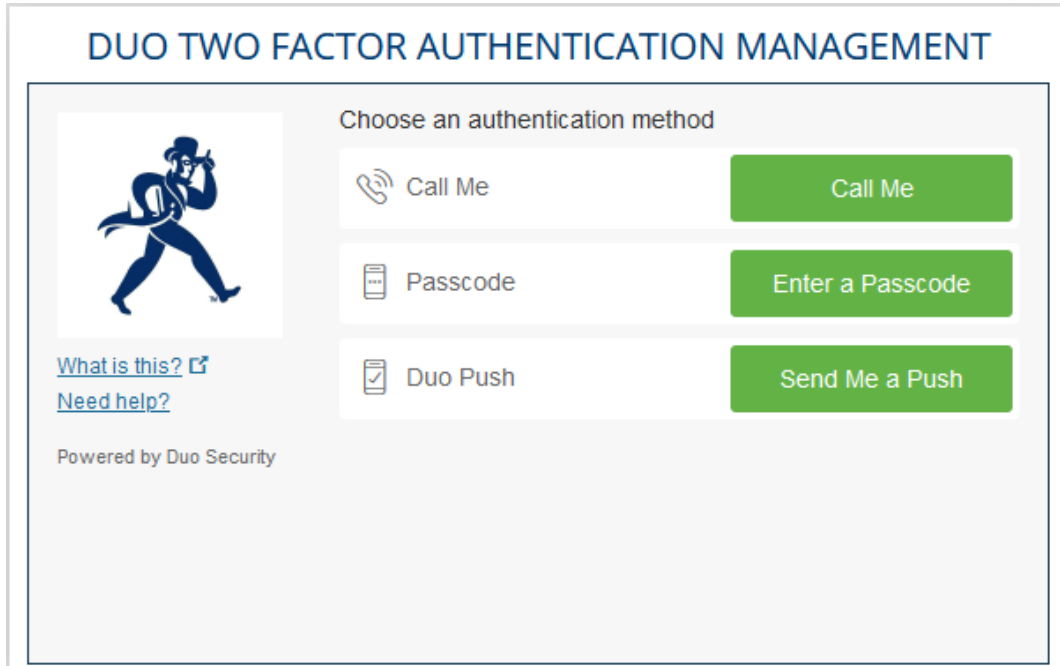 DUO TWO FACTOR AUTHENTICATION MANAGEMENT
Choose an authentication method
Call Me
Call Me
Passcode
Enter a Passcode
Duo Push
Send Me a Push
TM
What is this?
Need help?
Powered by Duo Security